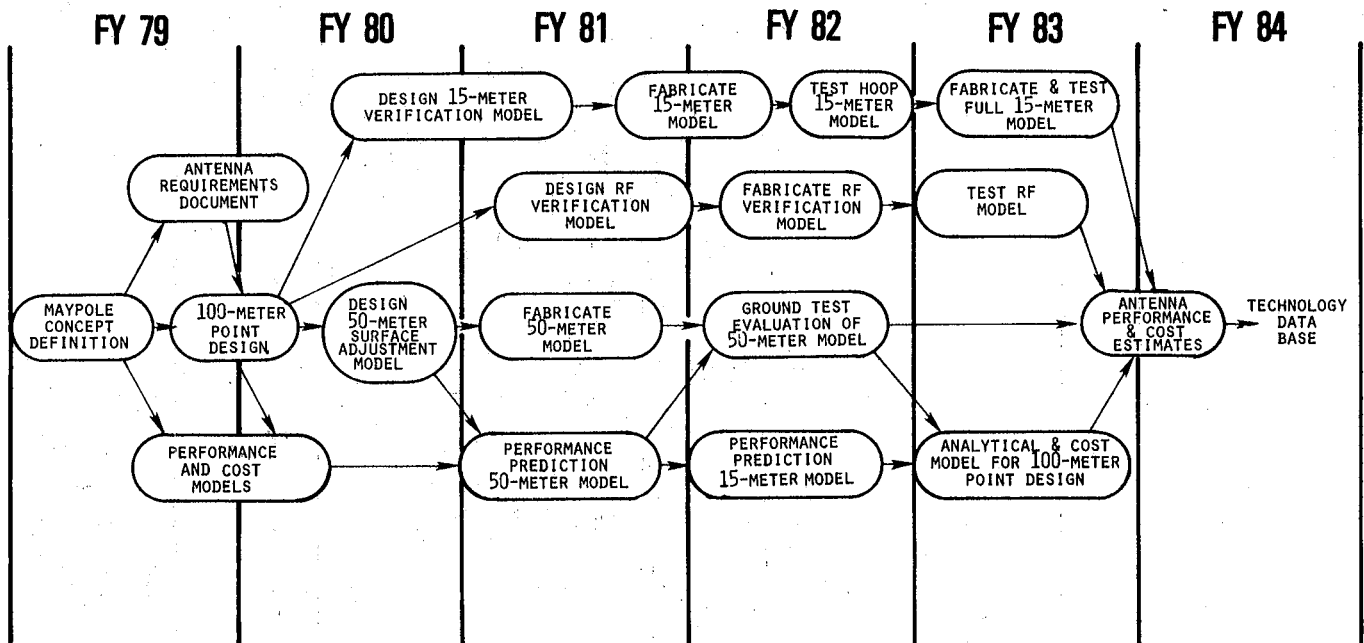 FY 79
FY 80
FY 81
FY 82
FY 83
FY 84
DESIGN 15-METER
VERIFICATION MODEL
FABRICATE
15-METER
MODEL
TEST HOOP
15-METER
MODEL
FABRICATE & TEST
FULL 15-METER
MODEL
ANTENNA
REQUIREMENTS
DOCUMENT
DESIGN RF
VERIFICATION
MODEL
FABRICATE RF
VERIFICATION
MODEL
TEST RF
MODEL
MAYPOLE
CONCEPT
DEFINITION
100-METER
POINT
DESIGN
DESIGN
50-METER
SURFACE
ADJUSTMENT
MODEL
FABRICATE
50-METER
MODEL
GROUND TEST
EVALUATION OF
50-METER MODEL
ANTENNA
PERFORMANCE
& COST
ESTIMATES
TECHNOLOGY
DATA
BASE
PERFORMANCE
AND COST
MODELS
PERFORMANCE
PREDICTION
50-METER MODEL
PERFORMANCE
PREDICTION
15-METER MODEL
ANALYTICAL & COST
MODEL FOR 100-METER
POINT DESIGN